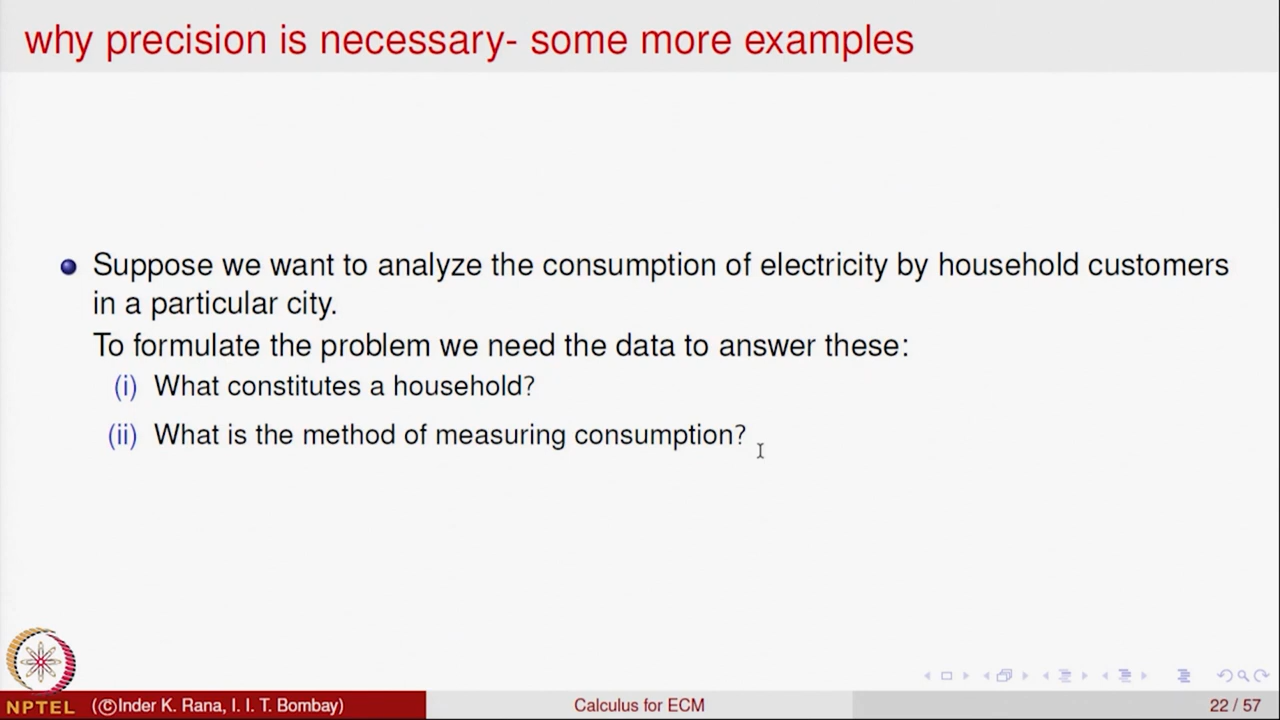 why precision is necessary- some more examples
Suppose we want to analyze the consumption of electricity by household customers
in a particular city.
To formulate the problem we need the data to answer these:
(i) What constitutes a household?
(ii) What is the method of measuring consumption?
NPTEL
(©Inder K. Rana, I. I. T. Bombay)
Calculus for ECM
22 / 57